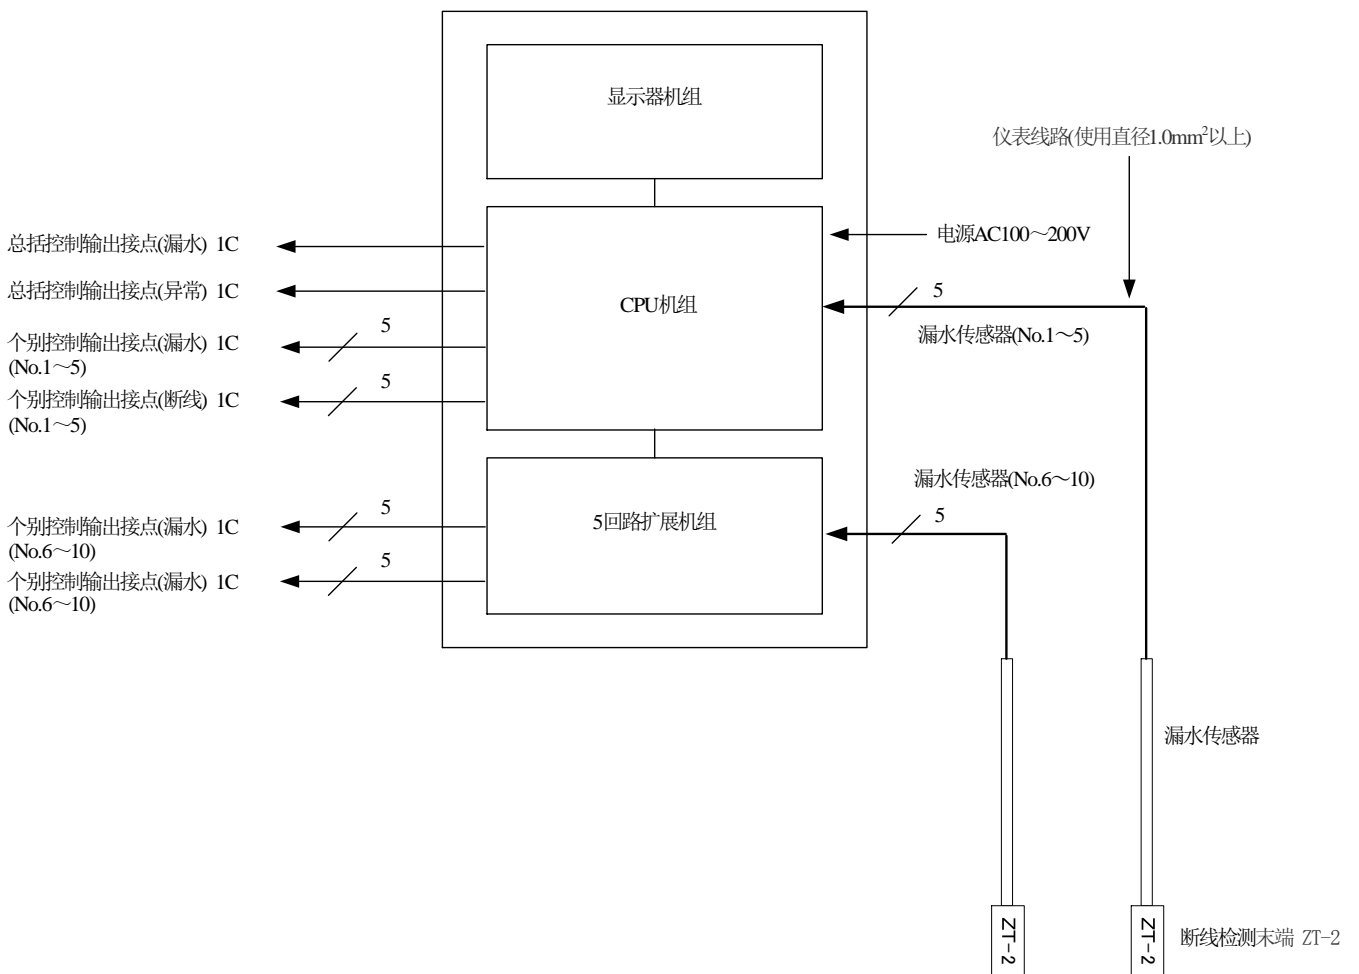 显示器机组
仪表线路(使用直径1.0mm²以上)
总括控制输出接点(漏水) 1C
电源AC100～200V
总括控制输出接点(异常) 1C
CPU机组
5
个别控制输出接点(漏水) 1C
5
漏水传感器(No.1～5)
(No.1～5)
个别控制输出接点(断线) 1C
5
(No.1～5)
漏水传感器(No.6～10)
个别控制输出接点(漏水) 1C
5
5回路扩展机组
5
(No.6～10)
个别控制输出接点(漏水) 1C
5
(No.6～10)
漏水传感器
ZT-2
ZT-2
断线检测末端 ZT-2